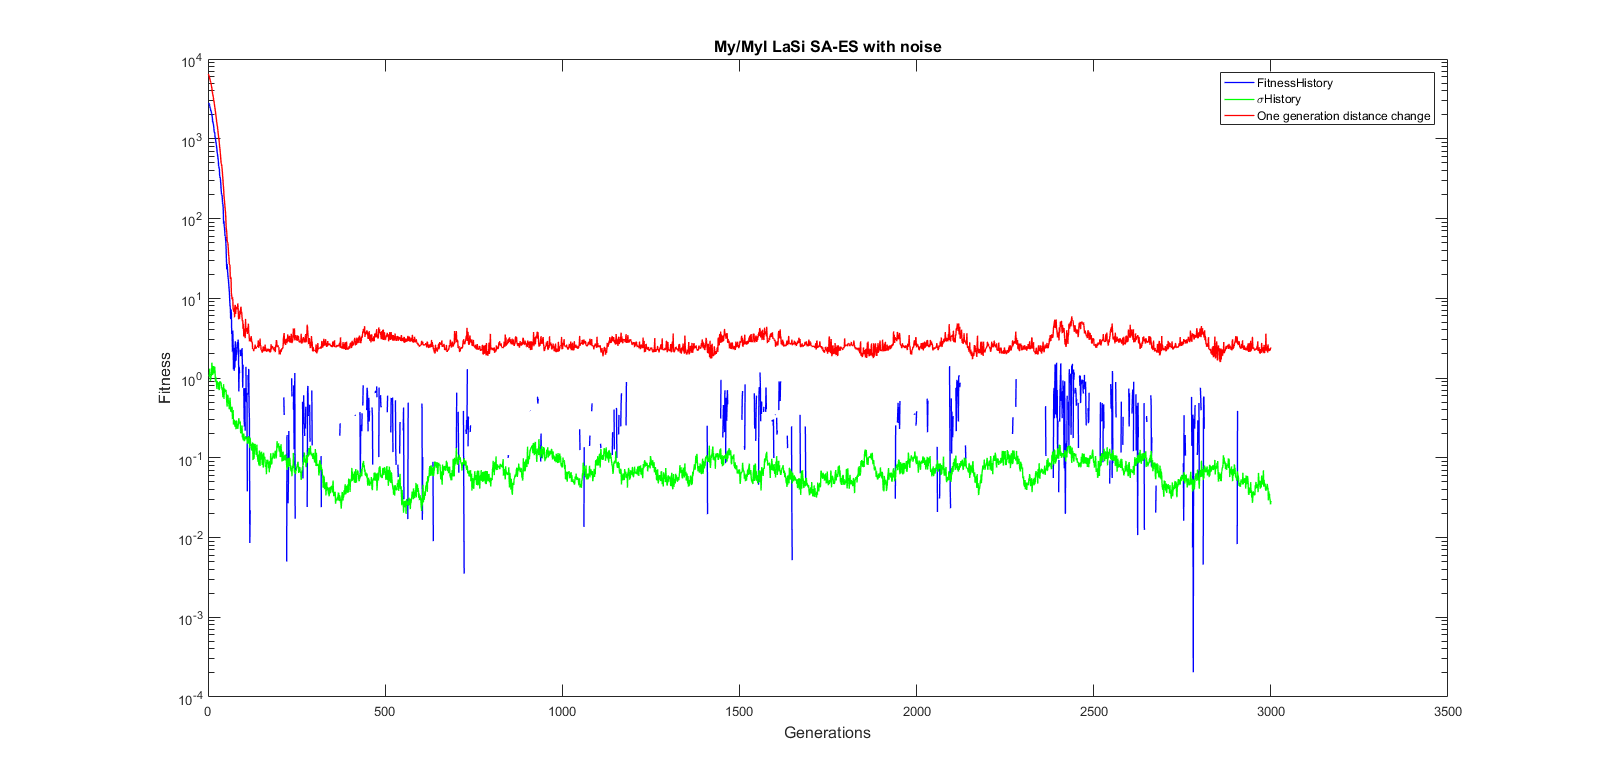 My/MyI LaSi SA-ES with noise
FitnessHistory
σHistory
One generation distance change
Fitness
10^4
10^3
10^2
10^1
10^0
10^-1
10^-2
10^-3
10^-4
0 500 1000 1500 2000 2500 3000 3500
Generations